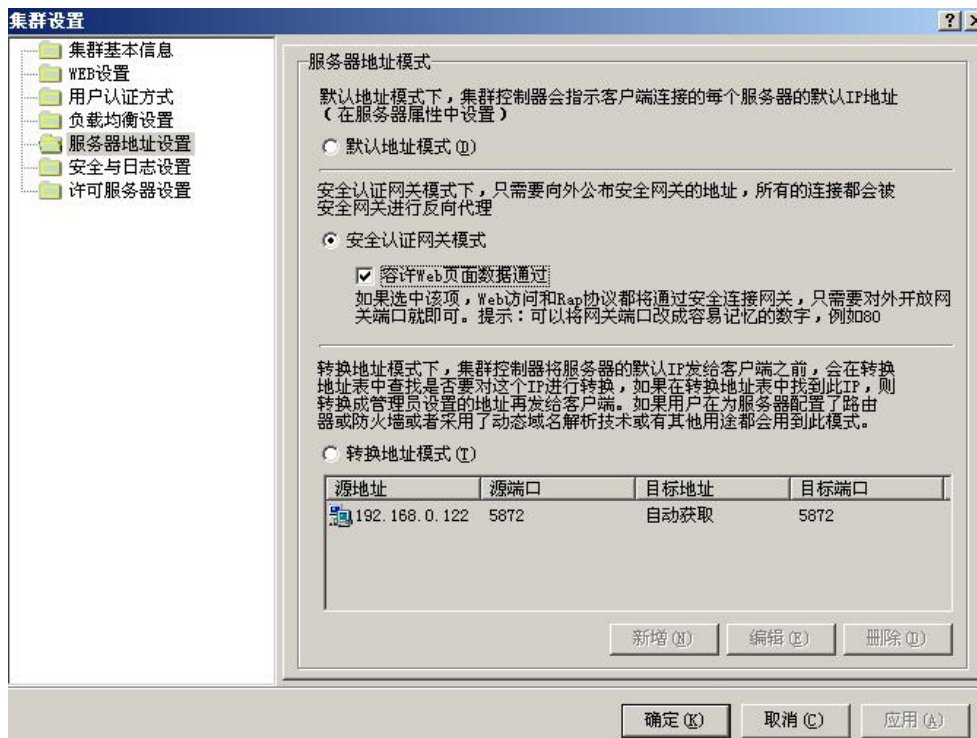 集群设置
集群基本信息
WEB设置
用户认证方式
负载均衡设置
服务器地址设置
安全与日志设置
许可服务器设置
服务器地址模式
默认地址模式下，集群控制器会指示客户端连接的每个服务器的默认IP地址
（在服务器属性中设置）
默认地址模式(D)
安全认证网关模式下，只需要向外公布安全网关的地址，所有的连接都会被
安全网关进行反向代理
安全认证网关模式
容许Web页面数据通过
如果选中该项，Web访问和Rap协议都将通过安全连接网关，只需要对外开放网
关端口就即可。提示：可以将网关端口改成容易记忆的数字，例如80
转换地址模式下，集群控制器将服务器的默认IP发给客户端之前，会在转换
地址表中查找是否要对这个IP进行转换，如果在转换地址表中找到此IP，则
转换成管理员设置的地址再发给客户端。如果用户在为服务器配置了路由
器或防火墙或者采用了动态域名解析技术或有其他用途都会用到此模式。
转换地址模式(T)
源地址 源端口 目标地址 目标端口
192.168.0.122 5872 自动获取 5872
新增(N) 编辑(E) 删除(D)
确定(K) 取消(C) 应用(A)